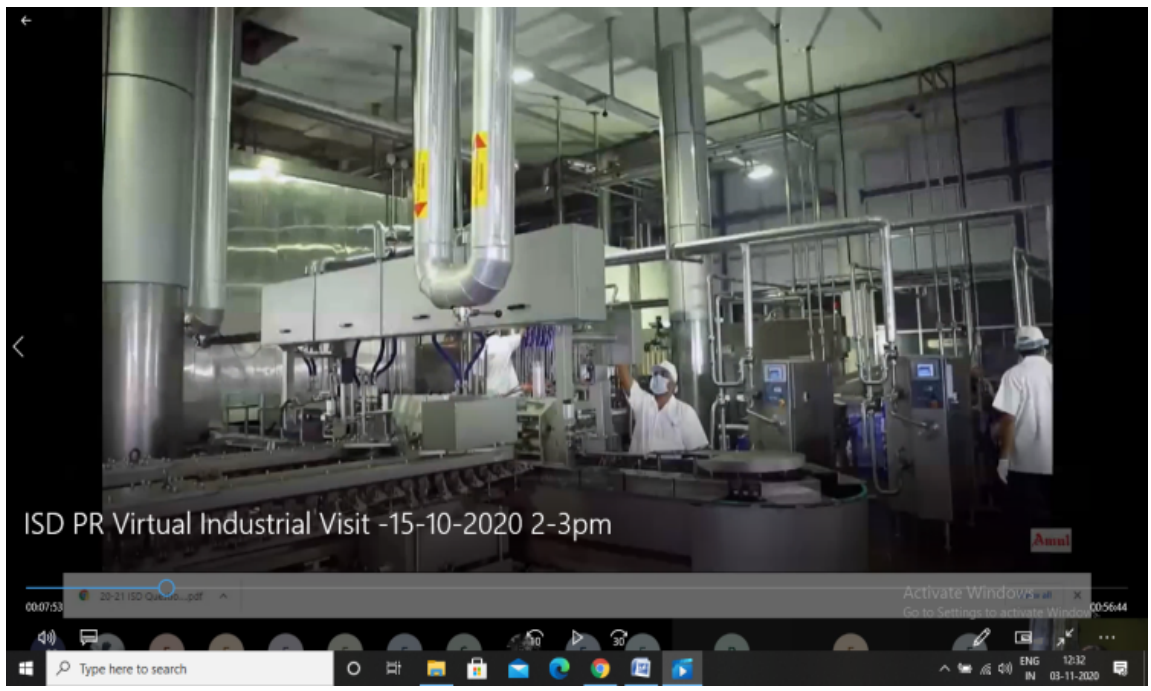 ISD PR Virtual Industrial Visit -15-10-2020 2-3pm
Amul
20-21 ISD Questio....pdf
Activate Windows
Go to Settings to activate Windows
00:07:53
00:56:44
30
30
Type here to search
ENG
IN
12:32
03-11-2020